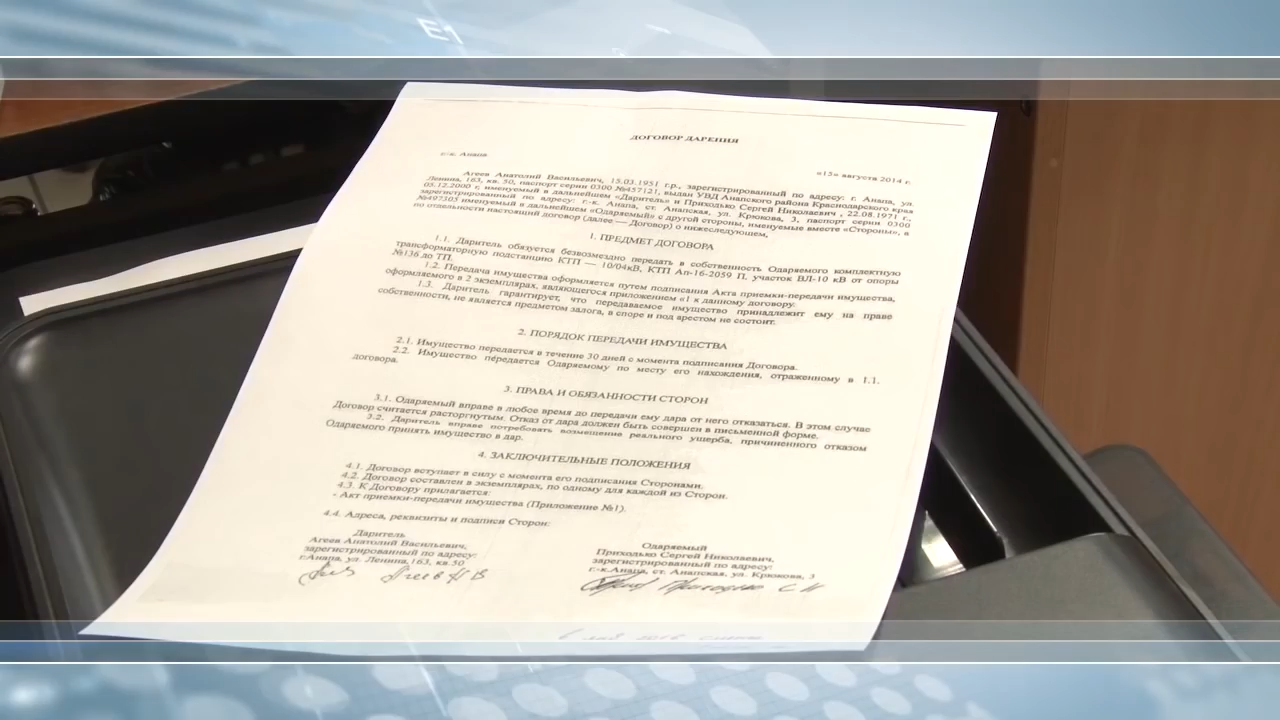 ДОГОВОР ДАРЕНИЯ
г.-к. Анапа
«15» августа 2014 г.
Агеев Анатолий Васильевич, 15.03.1951 г.р., зарегистрированный по адресу: г. Анапа, ул.
Ленина, 163, кв. 50, паспорт серии 0300 №457121, выдан УВД Анапского района Краснодарского края
05.12.2000 г, именуемый в дальнейшем «Даритель» и Приходько Сергей Николаевич , 22.08.1971 г.,
зарегистрированный по адресу: г.-к. Анапа, ст. Анапская, ул. Крюкова, 3, паспорт серии 0300
№497305 именуемый в дальнейшем «Одаряемый» с другой стороны, именуемые вместе «Стороны», а
по отдельности настоящий договор (далее — Договор) о нижеследующем,
1. ПРЕДМЕТ ДОГОВОРА
1.1. Даритель обязуется безвозмездно передать в собственность Одаряемого комплектную
трансформаторную подстанцию КТП — 10/04кВ, КТП Ап-16-2059 П, участок ВЛ-10 кВ от опоры
№136 до ТП.
1.2. Передача имущества оформляется путем подписания Акта приемки-передачи имущества,
оформляемого в 2 экземплярах, являющегося приложением «1 к данному договору.
1.3. Даритель гарантирует, что передаваемое имущество принадлежит ему на праве
собственности, не является предметом залога, в споре и под арестом не состоит.
2. ПОРЯДОК ПЕРЕДАЧИ ИМУЩЕСТВА
2.1. Имущество передается в течение 30 дней с момента подписания Договора.
2.2. Имущество передается Одаряемому по месту его нахождения, отраженному в 1.1.
договора.
3. ПРАВА И ОБЯЗАННОСТИ СТОРОН
3.1. Одаряемый вправе в любое время до передачи ему дара от него отказаться. В этом случае
Договор считается расторгнутым. Отказ от дара должен быть совершен в письменной форме.
3.2. Даритель вправе потребовать возмещение реального ущерба, причиненного отказом
Одаряемого принять имущество в дар.
4. ЗАКЛЮЧИТЕЛЬНЫЕ ПОЛОЖЕНИЯ
4.1. Договор вступает в силу с момента его подписания Сторонами.
4.2. Договор составлен в экземплярах, по одному для каждой из Сторон.
4.3. К Договору прилагается:
- Акт приемки-передачи имущества (Приложение №1).
4.4. Адреса, реквизиты и подписи Сторон:
Даритель
Агеев Анатолий Васильевич,
зарегистрированный по адресу:
г.Анапа, ул. Ленина, 163, кв.50
Агеев А В
Одаряемый
Приходько Сергей Николаевич,
зарегистрированный по адресу:
г.-к.Анапа, ст. Анапская, ул. Крюкова, 3
Приходько С Н